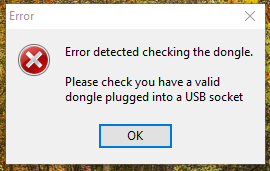 Error
Error detected checking the dongle.
Please check you have a valid
dongle plugged into a USB socket
OK